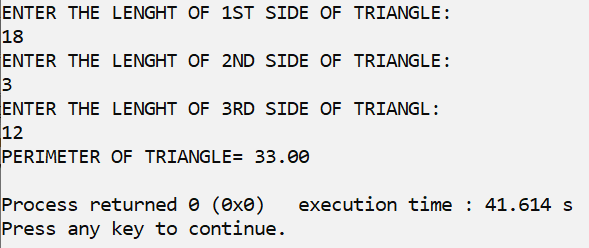 ENTER THE LENGHT OF 1ST SIDE OF TRIANGLE:
18
ENTER THE LENGHT OF 2ND SIDE OF TRIANGLE:
3
ENTER THE LENGHT OF 3RD SIDE OF TRIANGL:
12
PERIMETER OF TRIANGLE= 33.00
Process returned 0 (0x0)   execution time : 41.614 s
Press any key to continue.